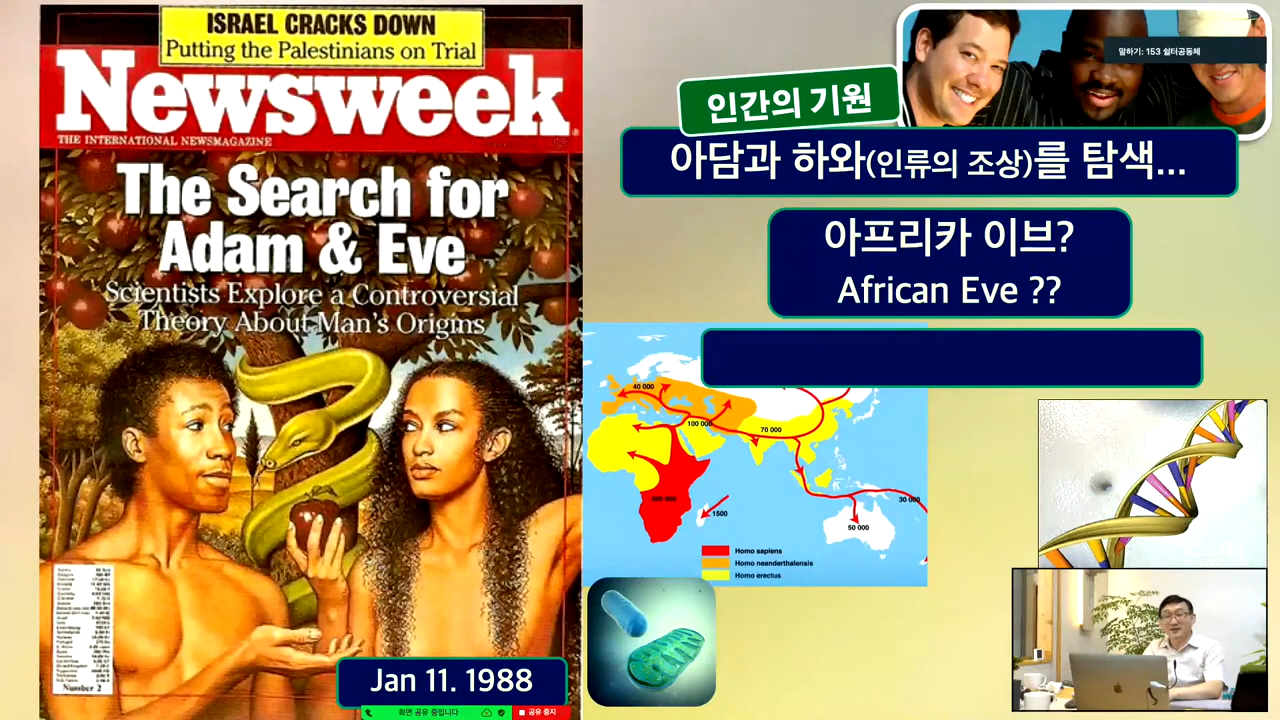 ISRAEL CRACKS DOWN
Putting the Palestinians on Trial
Newsweek
THE INTERNATIONAL NEWSMAGAZINE
The Search for
Adam & Eve
Scientists Explore a Controversial
Theory About Man's Origins
Number 2
Jan 11. 1988
화면 공유 중입니다
공유 중지
말하기: 153 쉴터공동체
인간의 기원
아담과 하와(인류의 조상)를 탐색...
아프리카 이브?
African Eve ??
40 000
100 000
70 000
1500
50 000
30 000
Homo sapiens
Homo neanderthalensis
Homo erectus